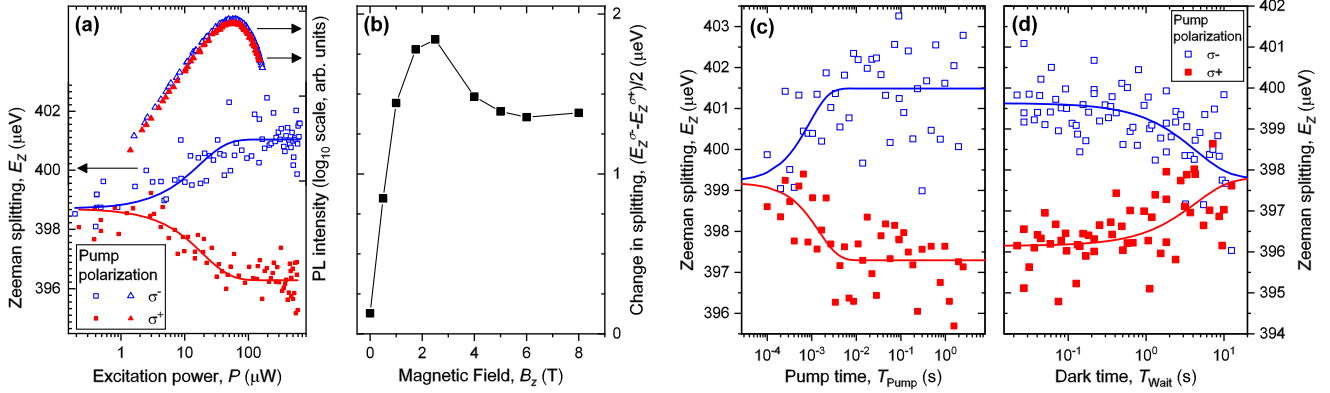 (a)
Zeeman splitting, E_Z (μeV)
402
400
398
396
Pump
polarization
σ-
σ+
1
10
100
Excitation power, P (μW)
PL intensity (log10 scale, arb. units)
(b)
0
2
4
6
8
Magnetic Field, B_z (T)
2
1
0
Change in splitting, (E_Z^σ- -E_Z^σ+)/2 (μeV)
(c)
Zeeman splitting, E_Z (μeV)
403
402
401
400
399
398
397
396
10^-4
10^-3
10^-2
10^-1
10^0
Pump time, T_Pump (s)
(d)
Pump
polarization
σ-
σ+
10^-1
10^0
10^1
Dark time, T_Wait (s)
402
401
400
399
398
397
396
395
394
Zeeman splitting, E_Z (μeV)